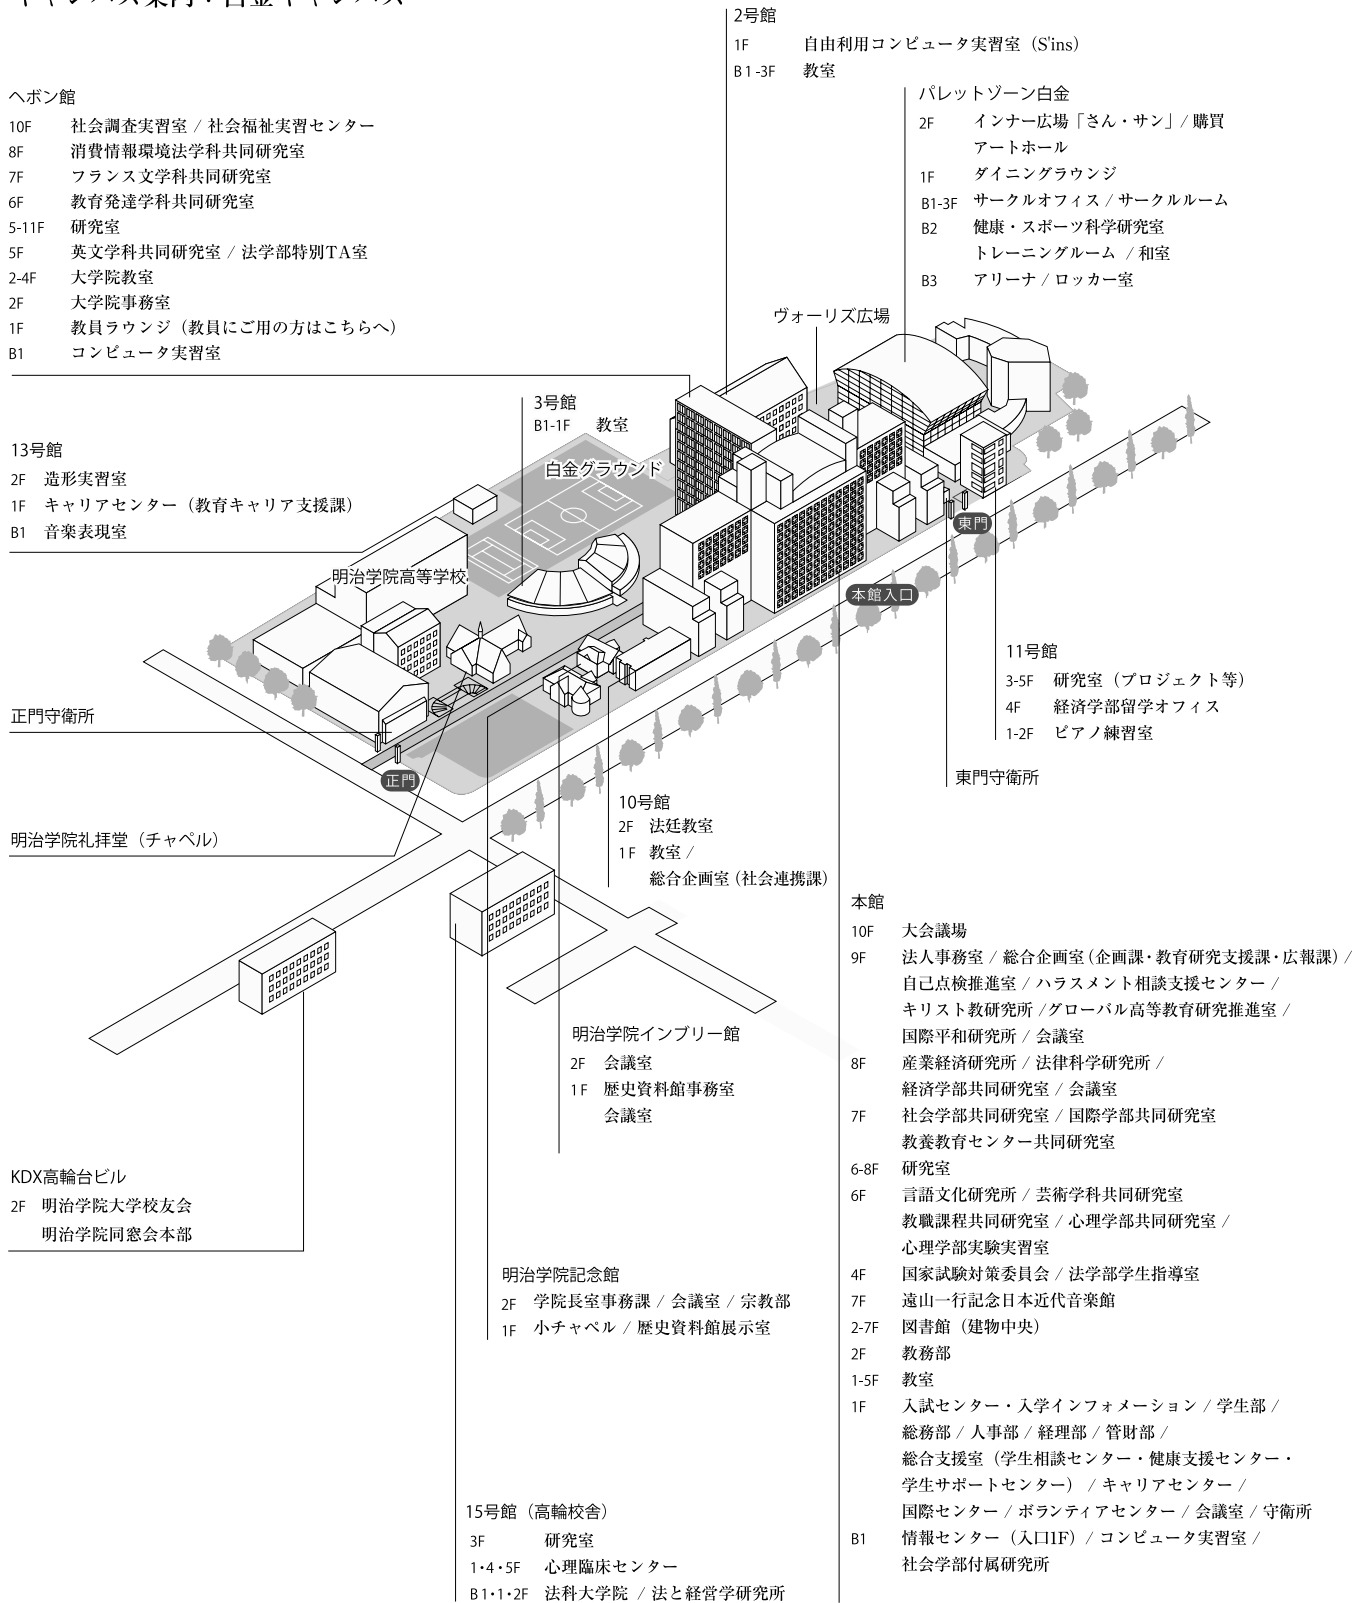 キャンパス案内：白金キャンパス
2号館
1F 自由利用コンピュータ実習室（S'ins）
B1-3F 教室
パレットゾーン白金
2F インナー広場「さん・サン」/ 購買
アートホール
1F ダイニングラウンジ
B1-3F サークルオフィス / サークルルーム
B2 健康・スポーツ科学研究室
トレーニングルーム / 和室
B3 アリーナ / ロッカー室
ヘボン館
10F 社会調査実習室 / 社会福祉実習センター
8F 消費情報環境法学科共同研究室
7F フランス文学科共同研究室
6F 教育発達学科共同研究室
5-11F 研究室
5F 英文学科共同研究室 / 法学部特別TA室
2-4F 大学院教室
2F 大学院事務室
1F 教員ラウンジ（教員にご用の方はこちらへ）
B1 コンピュータ実習室
ヴォーリズ広場
3号館
B1-1F 教室
白金グラウンド
13号館
2F 造形実習室
1F キャリアセンター（教育キャリア支援課）
B1 音楽表現室
明治学院高等学校
東門
本館入口
11号館
3-5F 研究室（プロジェクト等）
4F 経済学部留学オフィス
1-2F ピアノ練習室
正門守衛所
正門
東門守衛所
10号館
2F 法廷教室
1F 教室 /
総合企画室（社会連携課）
明治学院礼拝堂（チャペル）
本館
10F 大会議場
9F 法人事務室 / 総合企画室（企画課・教育研究支援課・広報課）/
自己点検推進室 / ハラスメント相談支援センター /
キリスト教研究所 /グローバル高等教育研究推進室 /
国際平和研究所 / 会議室
8F 産業経済研究所 / 法律科学研究所 /
経済学部共同研究室 / 会議室
7F 社会学部共同研究室 / 国際学部共同研究室
教養教育センター共同研究室
6-8F 研究室
6F 言語文化研究所 / 芸術学科共同研究室
教職課程共同研究室 / 心理学部共同研究室 /
心理学部実験実習室
4F 国家試験対策委員会 / 法学部学生指導室
7F 遠山一行記念日本近代音楽館
2-7F 図書館（建物中央）
2F 教務部
1-5F 教室
1F 入試センター・入学インフォメーション / 学生部 /
総務部 / 人事部 / 経理部 / 管財部 /
総合支援室（学生相談センター・健康支援センター・
学生サポートセンター） / キャリアセンター /
国際センター / ボランティアセンター / 会議室 / 守衛所
B1 情報センター（入口1F）/ コンピュータ実習室 /
社会学部付属研究所
明治学院インブリー館
2F 会議室
1F 歴史資料館事務室
会議室
KDX高輪台ビル
2F 明治学院大学校友会
明治学院同窓会本部
明治学院記念館
2F 学院長室事務課 / 会議室 / 宗教部
1F 小チャペル / 歴史資料館展示室
15号館（高輪校舎）
3F 研究室
1・4・5F 心理臨床センター
B1・1・2F 法科大学院 / 法と経営学研究所